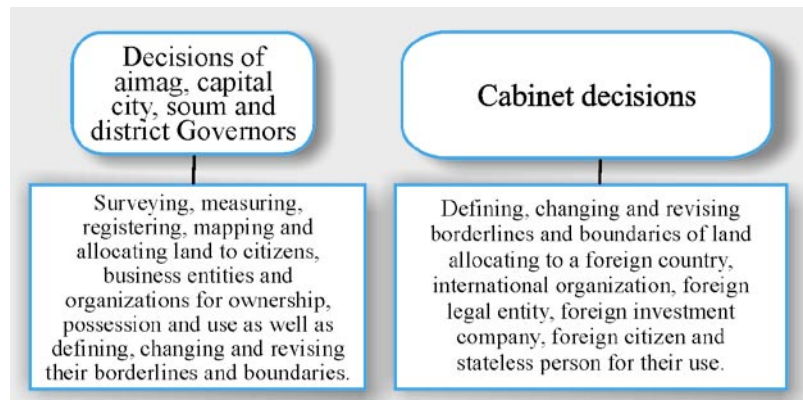 Decisions of
aimag, capital
city, soum and
district Governors
Cabinet decisions
Surveying, measuring,
registering, mapping and
allocating land to citizens,
business entities and
organizations for ownership,
possession and use as well as
defining, changing and revising
their borderlines and boundaries.
Defining, changing and revising
borderlines and boundaries of land
allocating to a foreign country,
international organization, foreign
legal entity, foreign investment
company, foreign citizen and
stateless person for their use.